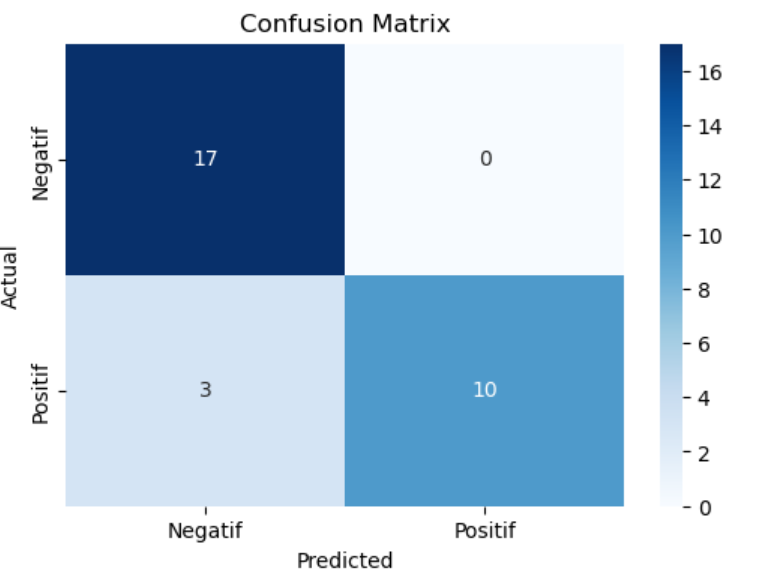 Confusion Matrix
Negatif
Positif
Actual
17
0
3
10
Negatif
Positif
Predicted
16
14
12
10
8
6
4
2
0